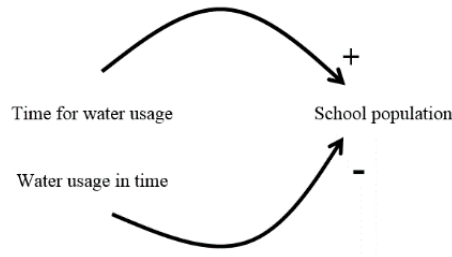 +
Time for water usage
School population
Water usage in time
-